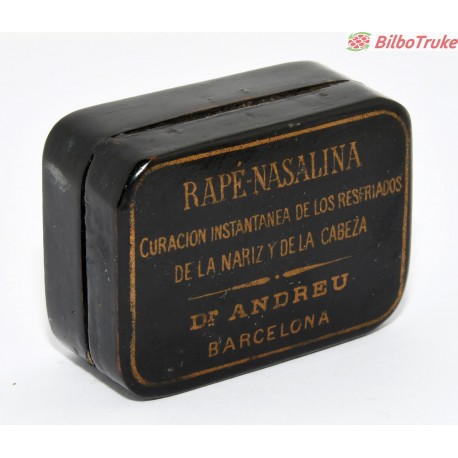 BilboTruke
RAPÉ-NASALINA
CURACION INSTANTANEA DE LOS RESFRIADOS
DE LA NARIZ Y DE LA CABEZA
Dr ANDREU
BARCELONA